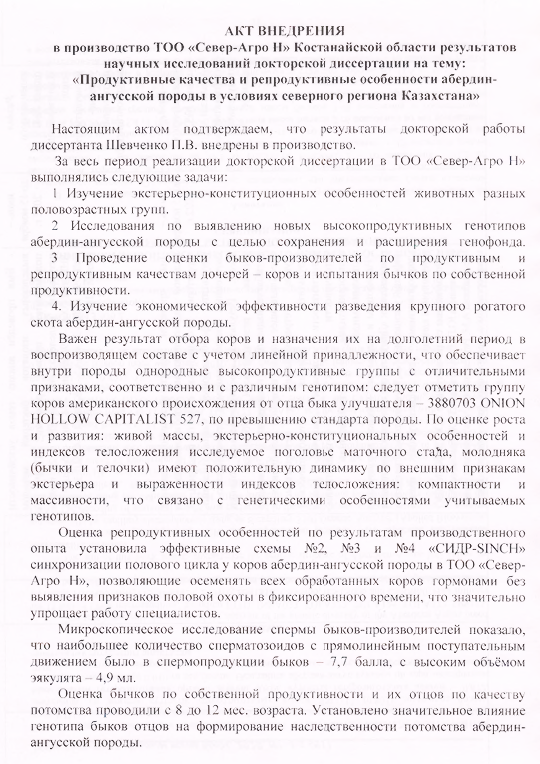 АКТ ВНЕДРЕНИЯ
в производство ТОО «Север-Агро Н» Костанайской области результатов
научных исследований докторской диссертации на тему:
«Продуктивные качества и репродуктивные особенности абердин-
ангусской породы в условиях северного региона Казахстана»
Настоящим актом подтверждаем, что результаты докторской работы
диссертанта Шевченко П.В. внедрены в производство.
За весь период реализации докторской диссертации в ТОО «Север-Агро Н»
выполнялись следующие задачи:
1 Изучение экстерьерно-конституционных особенностей животных разных
половозрастных групп.
2 Исследования по выявлению новых высокопродуктивных генотипов
абердин-ангусской породы с целью сохранения и расширения генофонда.
3 Проведение оценки быков-производителей по продуктивным и
репродуктивным качествам дочерей – коров и испытания бычков по собственной
продуктивности.
4. Изучение экономической эффективности разведения крупного рогатого
скота абердин-ангусской породы.
Важен результат отбора коров и назначения их на долголетний период в
воспроизводящем составе с учетом линейной принадлежности, что обеспечивает
внутри породы однородные высокопродуктивные группы с отличительными
признаками, соответственно и с различным генотипом: следует отметить группу
коров американского происхождения от отца быка улучшателя – 3880703 ONION
HOLLOW CAPITALIST 527, по превышению стандарта породы. По оценке роста
и развития: живой массы, экстерьерно-конституциональных особенностей и
индексов телосложения исследуемое поголовье маточного стада, молодняка
(бычки и телочки) имеют положительную динамику по внешним признакам
экстерьера и выраженности индексов телосложения: компактности и
массивности, что связано с генетическими особенностями учитываемых
генотипов.
Оценка репродуктивных особенностей по результатам производственного
опыта установила эффективные схемы №2, №3 и №4 «СИДР-SINCH»
синхронизации полового цикла у коров абердин-ангусской породы в ТОО «Север-
Агро Н», позволяющие осеменять всех обработанных коров гормонами без
выявления признаков половой охоты в фиксированного времени, что значительно
упрощает работу специалистов.
Микроскопическое исследование спермы быков-производителей показало,
что наибольшее количество сперматозоидов с прямолинейным поступательным
движением было в спермопродукции быков – 7,7 балла, с высоким объёмом
эякулята – 4,9 мл.
Оценка бычков по собственной продуктивности и их отцов по качеству
потомства проводили с 8 до 12 мес. возраста. Установлено значительное влияние
генотипа быков отцов на формирование наследственности потомства абердин-
ангусской породы.